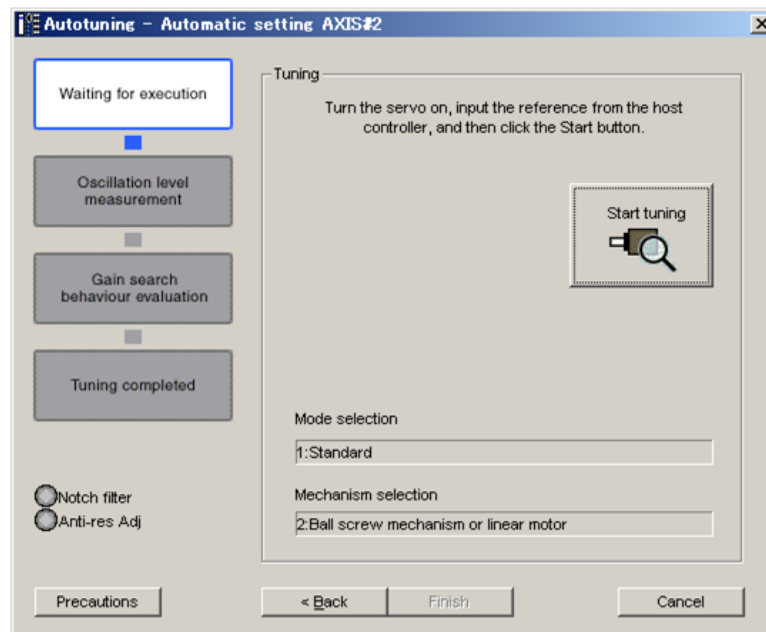 Autotuning - Automatic setting AXIS#2
Waiting for execution
Oscillation level
measurement
Gain search
behaviour evaluation
Tuning completed
Notch filter
Anti-res Adj
Tuning
Turn the servo on, input the reference from the host
controller, and then click the Start button.
Start tuning
Mode selection
1:Standard
Mechanism selection
2:Ball screw mechanism or linear motor
Precautions
< Back
Finish
Cancel